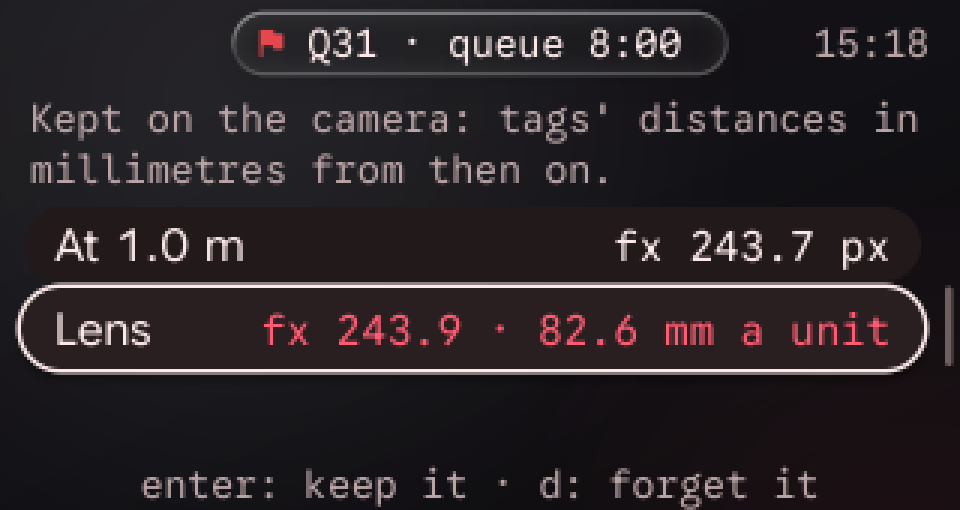 Q31 · queue 8:00
15:18
Kept on the camera: tags' distances in
millimetres from then on.
At 1.0 m fx 243.7 px
Lens fx 243.9 · 82.6 mm a unit
enter: keep it · d: forget it